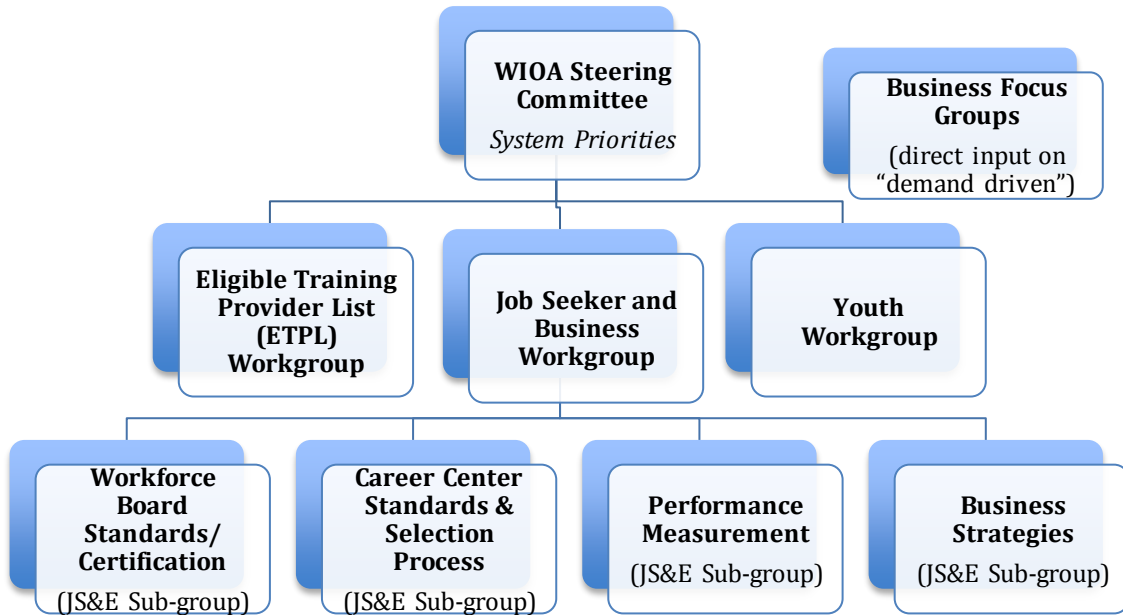 WIOA Steering
Committee
System Priorities
Business Focus
Groups
(direct input on
“demand driven”)
Eligible Training
Provider List
(ETPL)
Workgroup
Job Seeker and
Business
Workgroup
Youth
Workgroup
Workforce
Board
Standards/
Certification
(JS&E Sub-group)
Career Center
Standards &
Selection
Process
(JS&E Sub-group)
Performance
Measurement
(JS&E Sub-group)
Business
Strategies
(JS&E Sub-group)